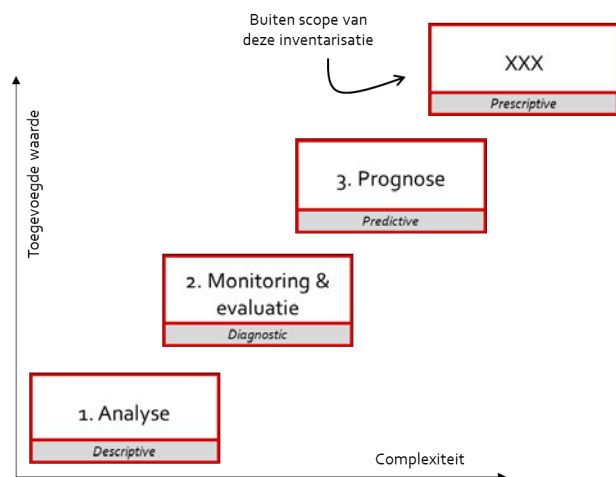 Buiten scope van
deze inventarisatie
XXX
Prescriptive
Toegevoegde waarde
3. Prognose
Predictive
2. Monitoring &
evaluatie
Diagnostic
1. Analyse
Descriptive
Complexiteit